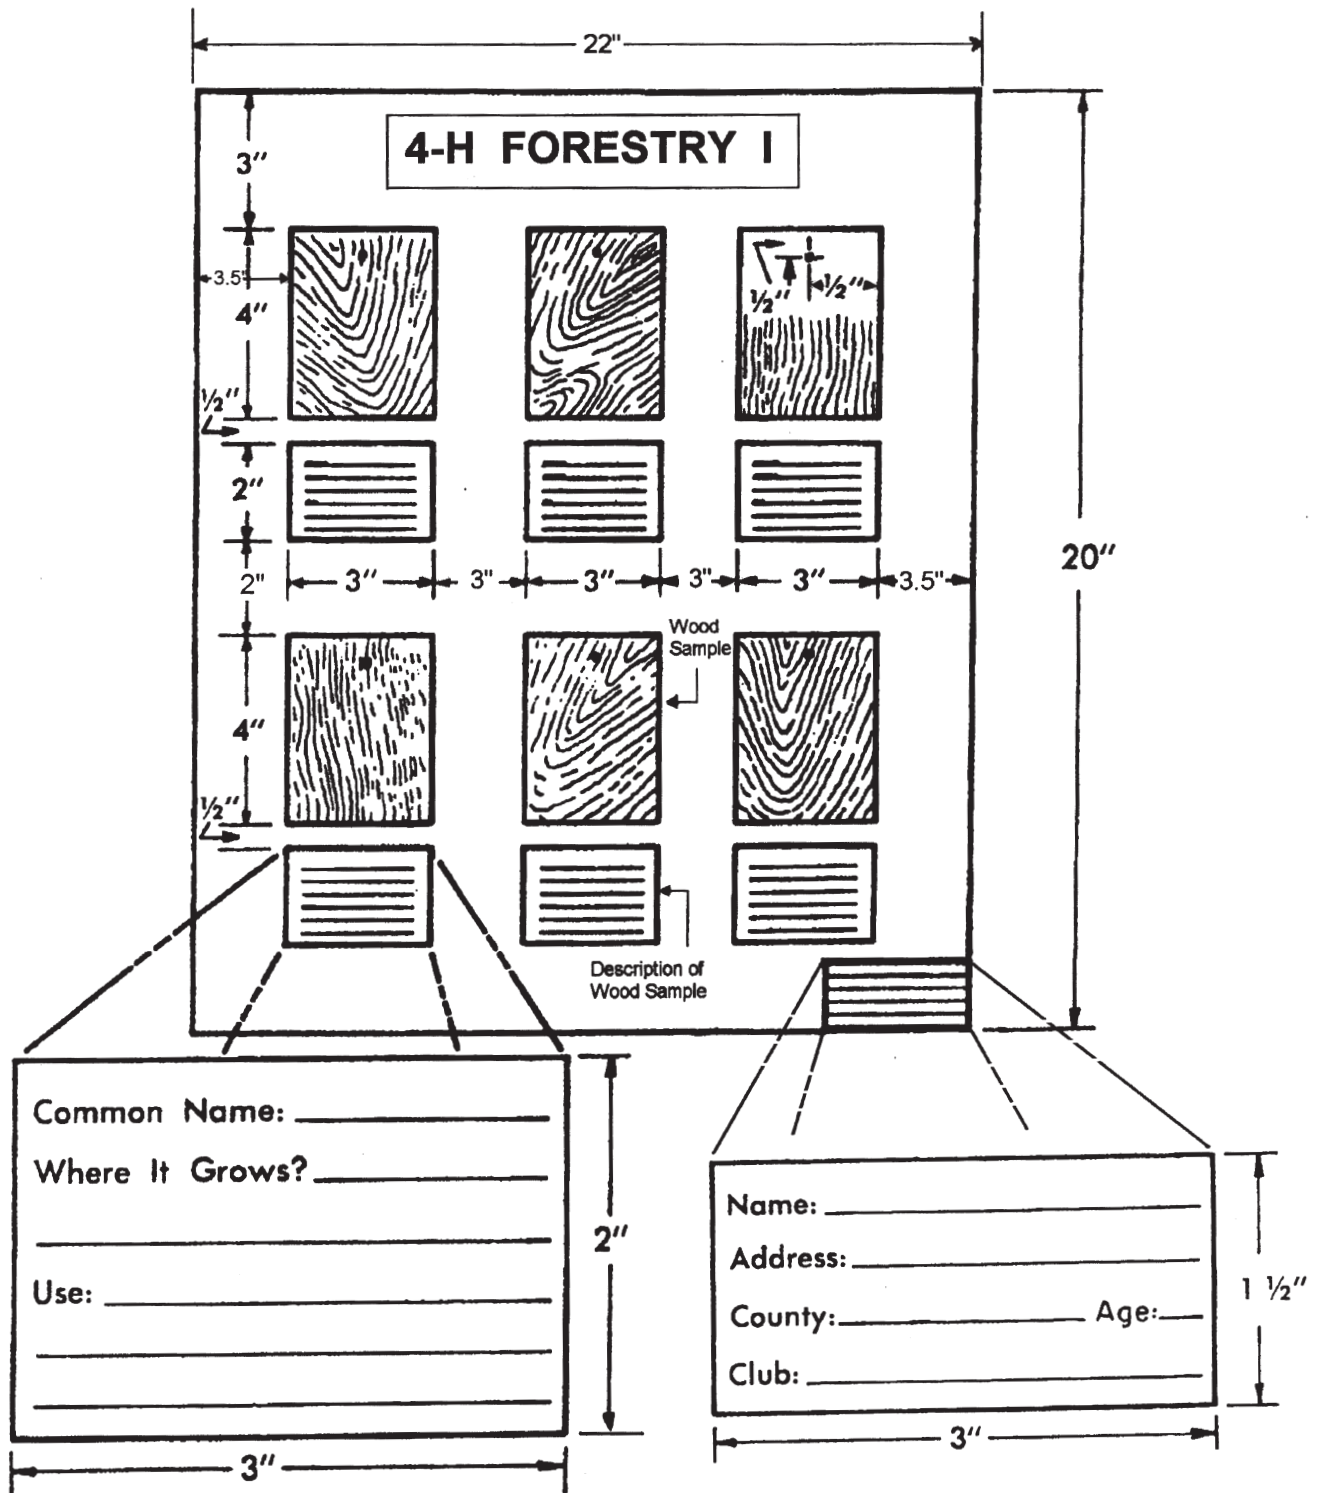 22"
4-H FORESTRY I
3"
3.5"
4"
½" ½"
½"
2"
20"
2" 3" 3" 3" 3" 3" 3.5"
Wood
Sample
4"
½"
Description of
Wood Sample
Common Name:
Where It Grows?
Use:
2"
3"
Name:
Address:
County: Age:
Club:
1 ½"
3"